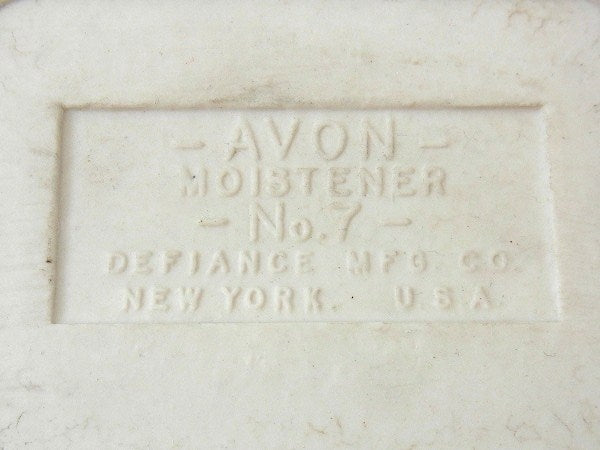 - AVON -
MOISTENER
- No. 7 -
DEFIANCE MFG. CO.
NEW YORK. U.S.A.